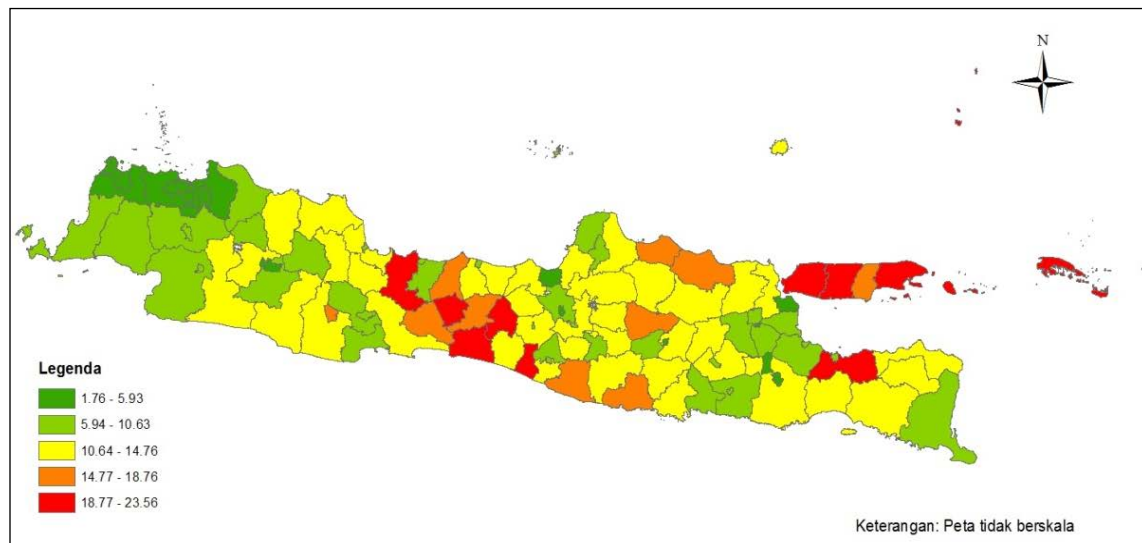 N
Legenda
1.76 - 5.93
5.94 - 10.63
10.64 - 14.76
14.77 - 18.76
18.77 - 23.56
Keterangan: Peta tidak berskala